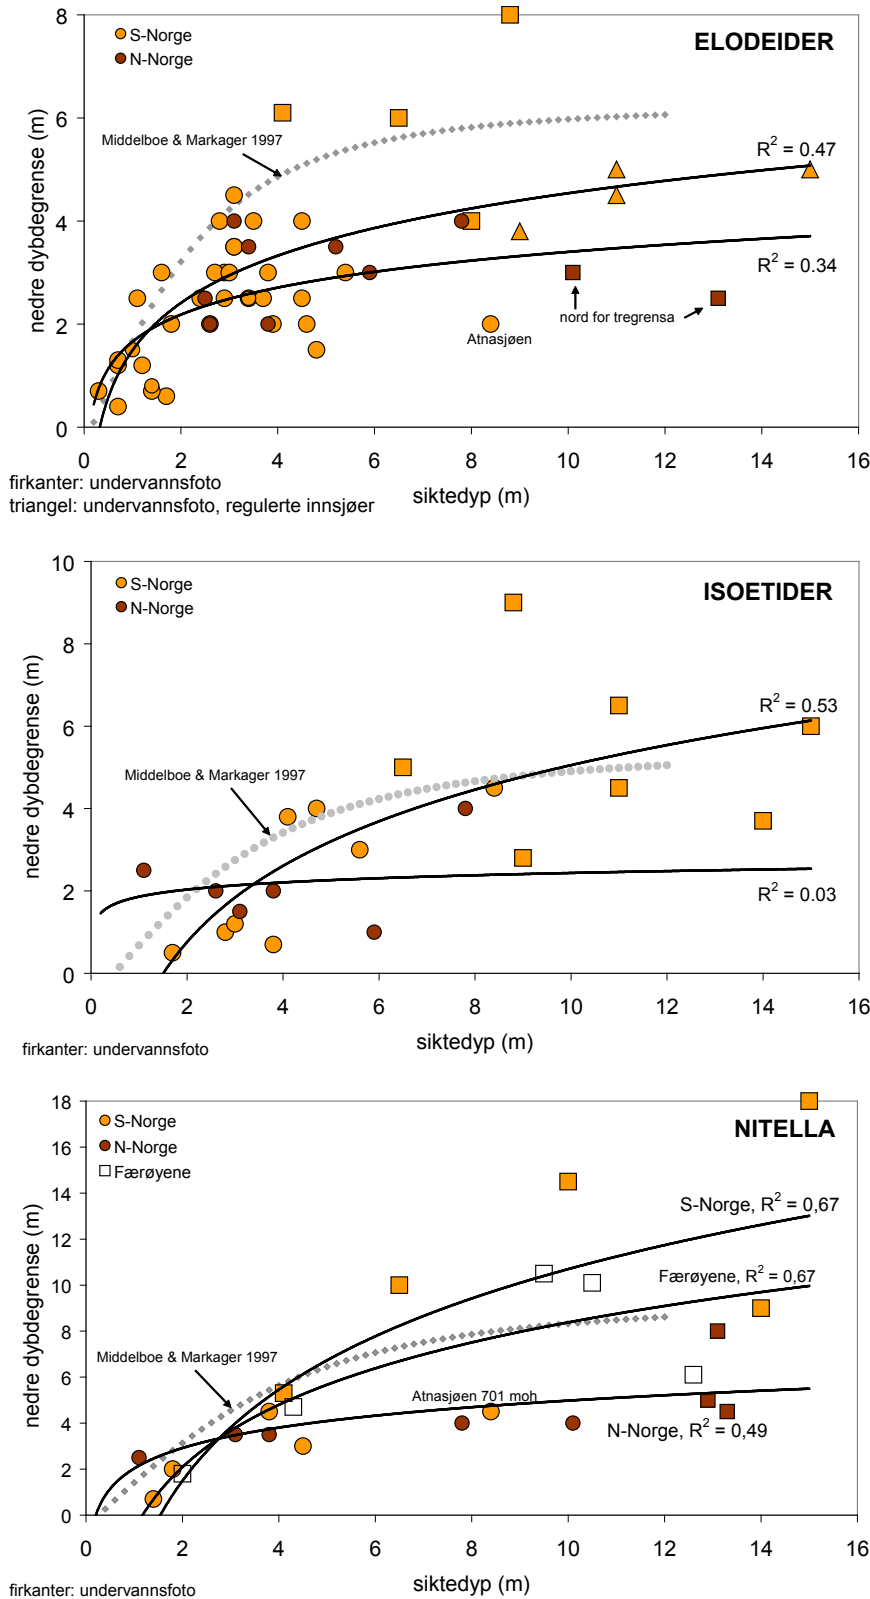 ELODEIDER
S-Norge
N-Norge
Middelboe & Markager 1997
R² = 0.47
R² = 0.34
nord for tregrensa
Atnasjøen
nedre dybdegrense (m)
8
6
4
2
0
0 2 4 6 8 10 12 14 16
siktedyp (m)
firkanter: undervannsfoto
triangel: undervannsfoto, regulerte innsjøer
ISOETIDER
S-Norge
N-Norge
Middelboe & Markager 1997
R² = 0.53
R² = 0.03
nedre dybdegrense (m)
10
8
6
4
2
0
0 2 4 6 8 10 12 14 16
siktedyp (m)
firkanter: undervannsfoto
NITELLA
S-Norge
N-Norge
Færøyene
S-Norge, R² = 0,67
Færøyene, R² = 0,67
Middelboe & Markager 1997
Atnasjøen 701 moh
N-Norge, R² = 0,49
nedre dybdegrense (m)
18
16
14
12
10
8
6
4
2
0
0 2 4 6 8 10 12 14 16
siktedyp (m)
firkanter: undervannsfoto